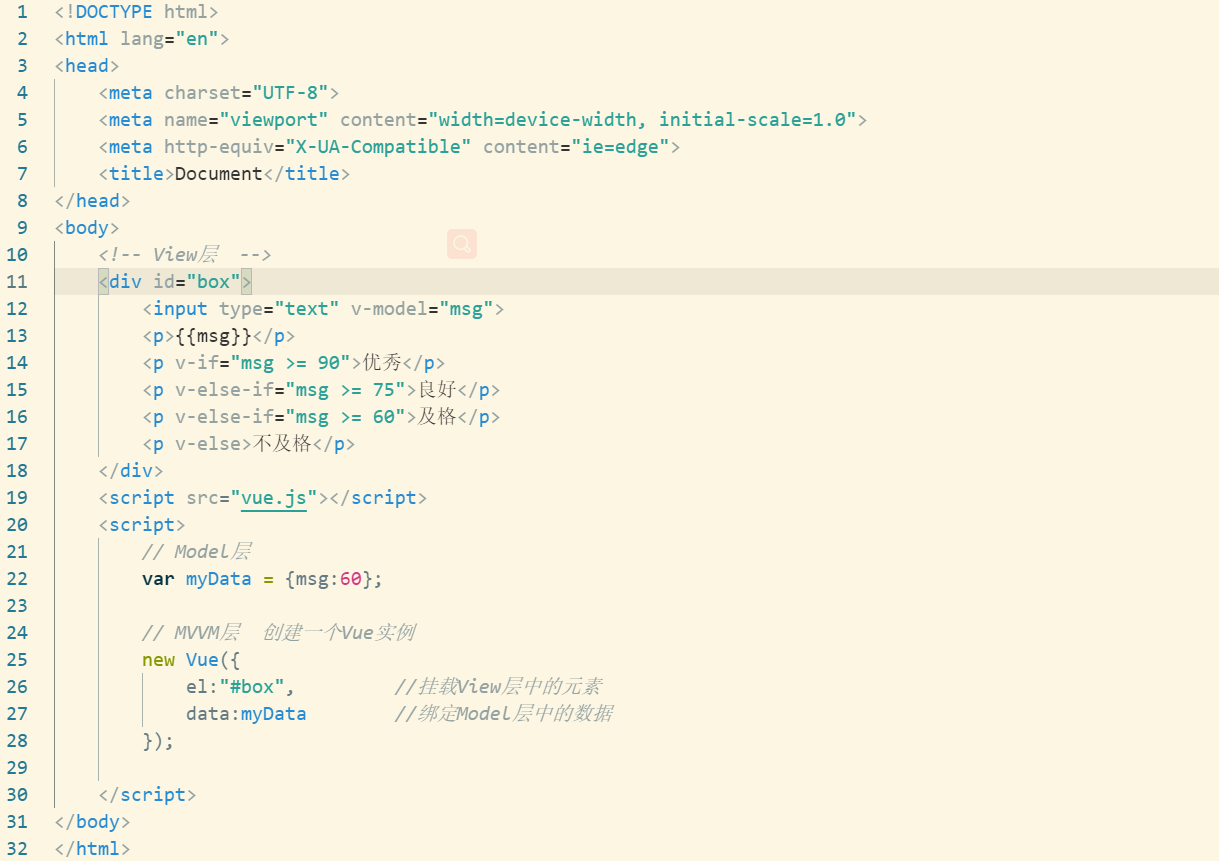 1 <!DOCTYPE html>
2 <html lang="en">
3 <head>
4     <meta charset="UTF-8">
5     <meta name="viewport" content="width=device-width, initial-scale=1.0">
6     <meta http-equiv="X-UA-Compatible" content="ie=edge">
7     <title>Document</title>
8 </head>
9 <body>
10     <!-- View层  -->
11     <div id="box">
12         <input type="text" v-model="msg">
13         <p>{{msg}}</p>
14         <p v-if="msg >= 90">优秀</p>
15         <p v-else-if="msg >= 75">良好</p>
16         <p v-else-if="msg >= 60">及格</p>
17         <p v-else>不及格</p>
18     </div>
19     <script src="vue.js"></script>
20     <script>
21         // Model层
22         var myData = {msg:60};
23
24         // MVVM层  创建一个Vue实例
25         new Vue({
26             el:"#box",         //挂载View层中的元素
27             data:myData        //绑定Model层中的数据
28         });
29
30     </script>
31 </body>
32 </html>